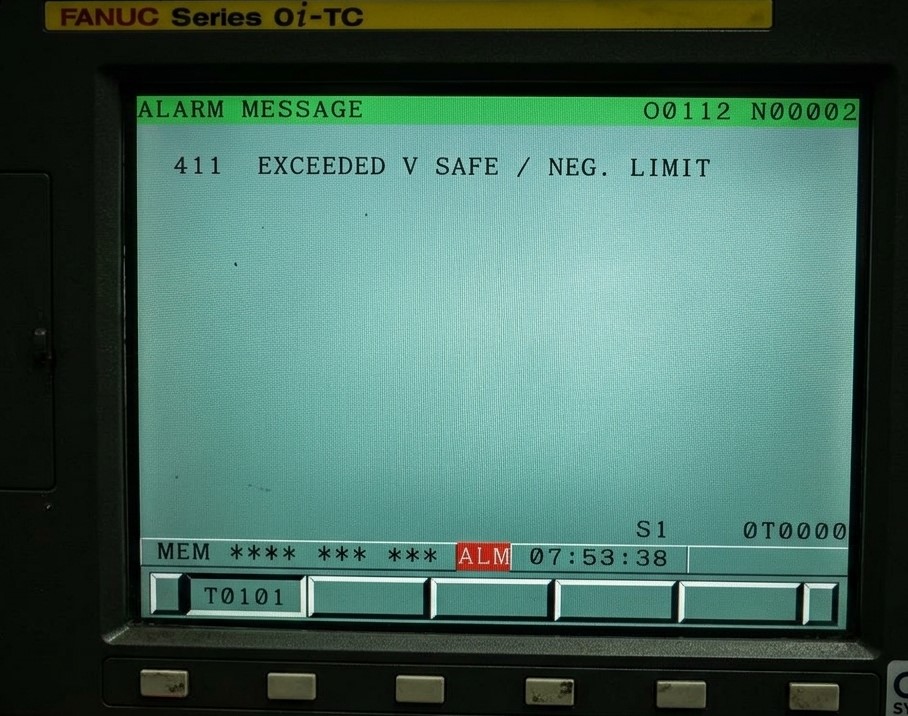 FANUC Series 0i-TC
ALARM MESSAGE O0112 N00002
411 EXCEEDED V SAFE / NEG. LIMIT
S1 0T0000
MEM **** *** *** ALM 07:53:38
T0101